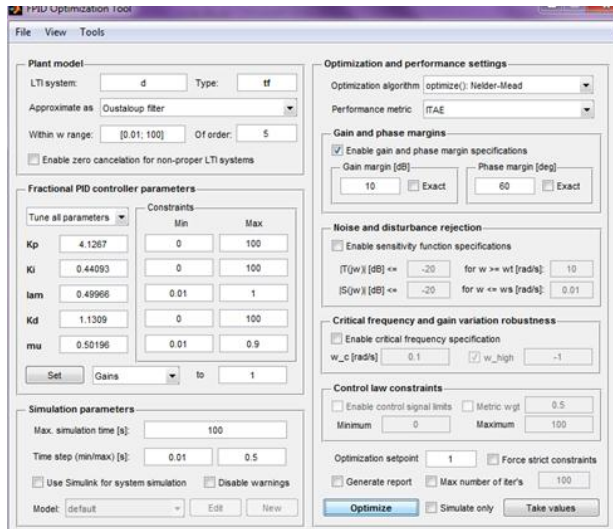 FPID Optimization Tool
File View Tools
Plant model
LTI system: d Type: tf
Approximate as Oustaloup filter
Within w range: [0.01; 100] Of order: 5
Enable zero cancelation for non-proper LTI systems
Fractional PID controller parameters
Tune all parameters
Constraints
Min Max
Kp 4.1267 0 100
Ki 0.44093 0 100
lam 0.49966 0.01 1
Kd 1.1309 0 100
mu 0.50196 0.01 0.9
Set Gains to 1
Simulation parameters
Max. simulation time [s]: 100
Time step (min/max) [s]: 0.01 0.5
Use Simulink for system simulation Disable warnings
Model: default Edit New
Optimization and performance settings
Optimization algorithm optimize(): Nelder-Mead
Performance metric ITAE
Gain and phase margins
Enable gain and phase margin specifications
Gain margin [dB] Phase margin [deg]
10 Exact 60 Exact
Noise and disturbance rejection
Enable sensitivity function specifications
|T(jw)| [dB] <= -20 for w >= wt [rad/s]: 10
|S(jw)| [dB] <= -20 for w <= ws [rad/s]: 0.01
Critical frequency and gain variation robustness
Enable critical frequency specification
w_c [rad/s] 0.1 w_high -1
Control law constraints
Enable control signal limits Metric wgt 0.5
Minimum 0 Maximum 100
Optimization setpoint 1 Force strict constraints
Generate report Max number of iter's 100
Optimize Simulate only Take values